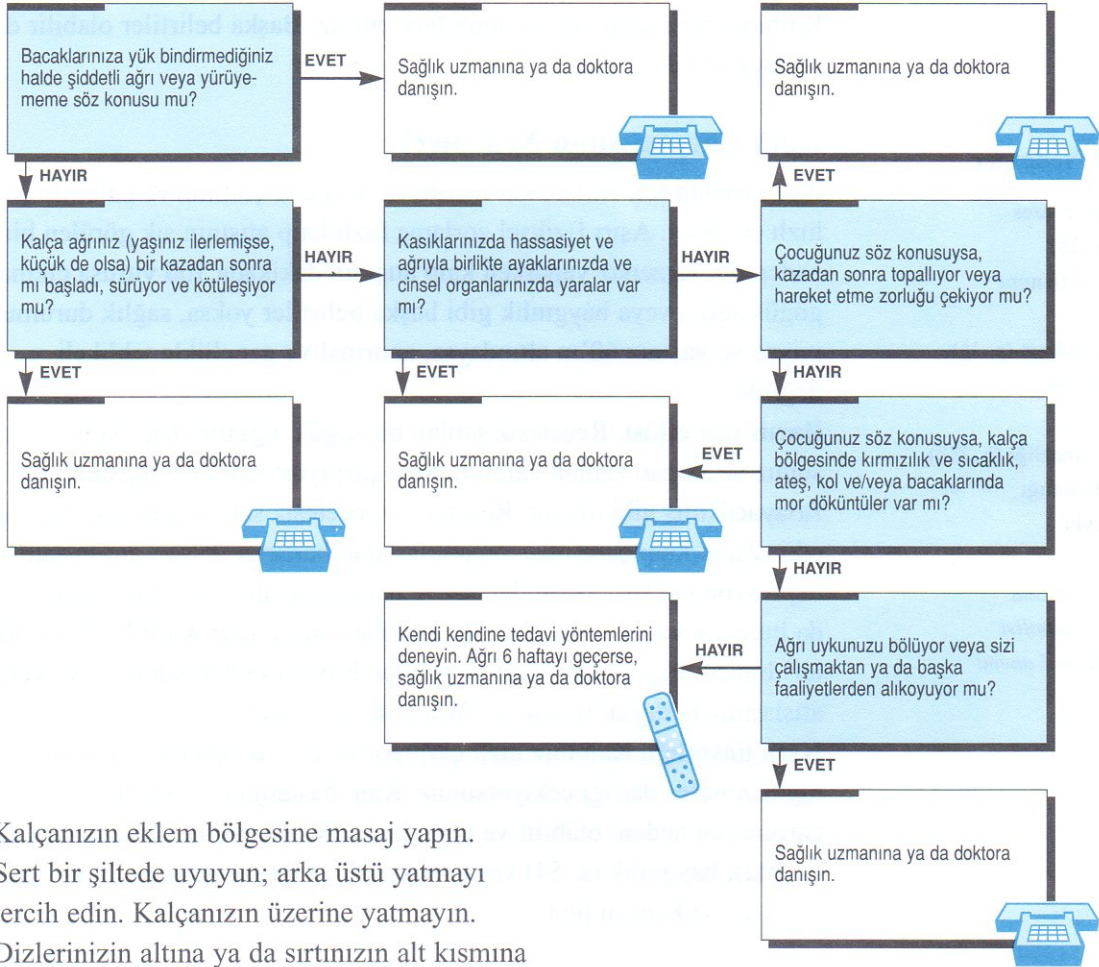 Bacaklarınıza yük bindirmediğiniz
halde şiddetli ağrı veya yürüye-
meme söz konusu mu?
EVET
Sağlık uzmanına ya da doktora
danışın.
HAYIR
Kalça ağrınız (yaşınız ilerlemişse,
küçük de olsa) bir kazadan sonra
mı başladı, sürüyor ve kötüleşiyor
mu?
EVET
Sağlık uzmanına ya da doktora
danışın.
HAYIR
Kasıklarınızda hassasiyet ve
ağrıyla birlikte ayaklarınızda ve
cinsel organlarınızda yaralar var
mı?
EVET
Sağlık uzmanına ya da doktora
danışın.
HAYIR
Çocuğunuz söz konusuysa,
kazadan sonra topallıyor veya
hareket etme zorluğu çekiyor mu?
EVET
Sağlık uzmanına ya da doktora
danışın.
HAYIR
Çocuğunuz söz konusuysa, kalça
bölgesinde kırmızılık ve sıcaklık,
ateş, kol ve/veya bacaklarında
mor döküntüler var mı?
EVET
HAYIR
Ağrı uykunuzu bölüyor veya sizi
çalışmaktan ya da başka
faaliyetlerden alıkoyuyor mu?
HAYIR
Kendi kendine tedavi yöntemlerini
deneyin. Ağrı 6 haftayı geçerse,
sağlık uzmanına ya da doktora
danışın.
EVET
Sağlık uzmanına ya da doktora
danışın.
Kalçanızın eklem bölgesine masaj yapın.
Sert bir şiltede uyuyun; arka üstü yatmayı
tercih edin. Kalçanızın üzerine yatmayın.
Dizlerinizin altına ya da sırtınızın alt kısmına